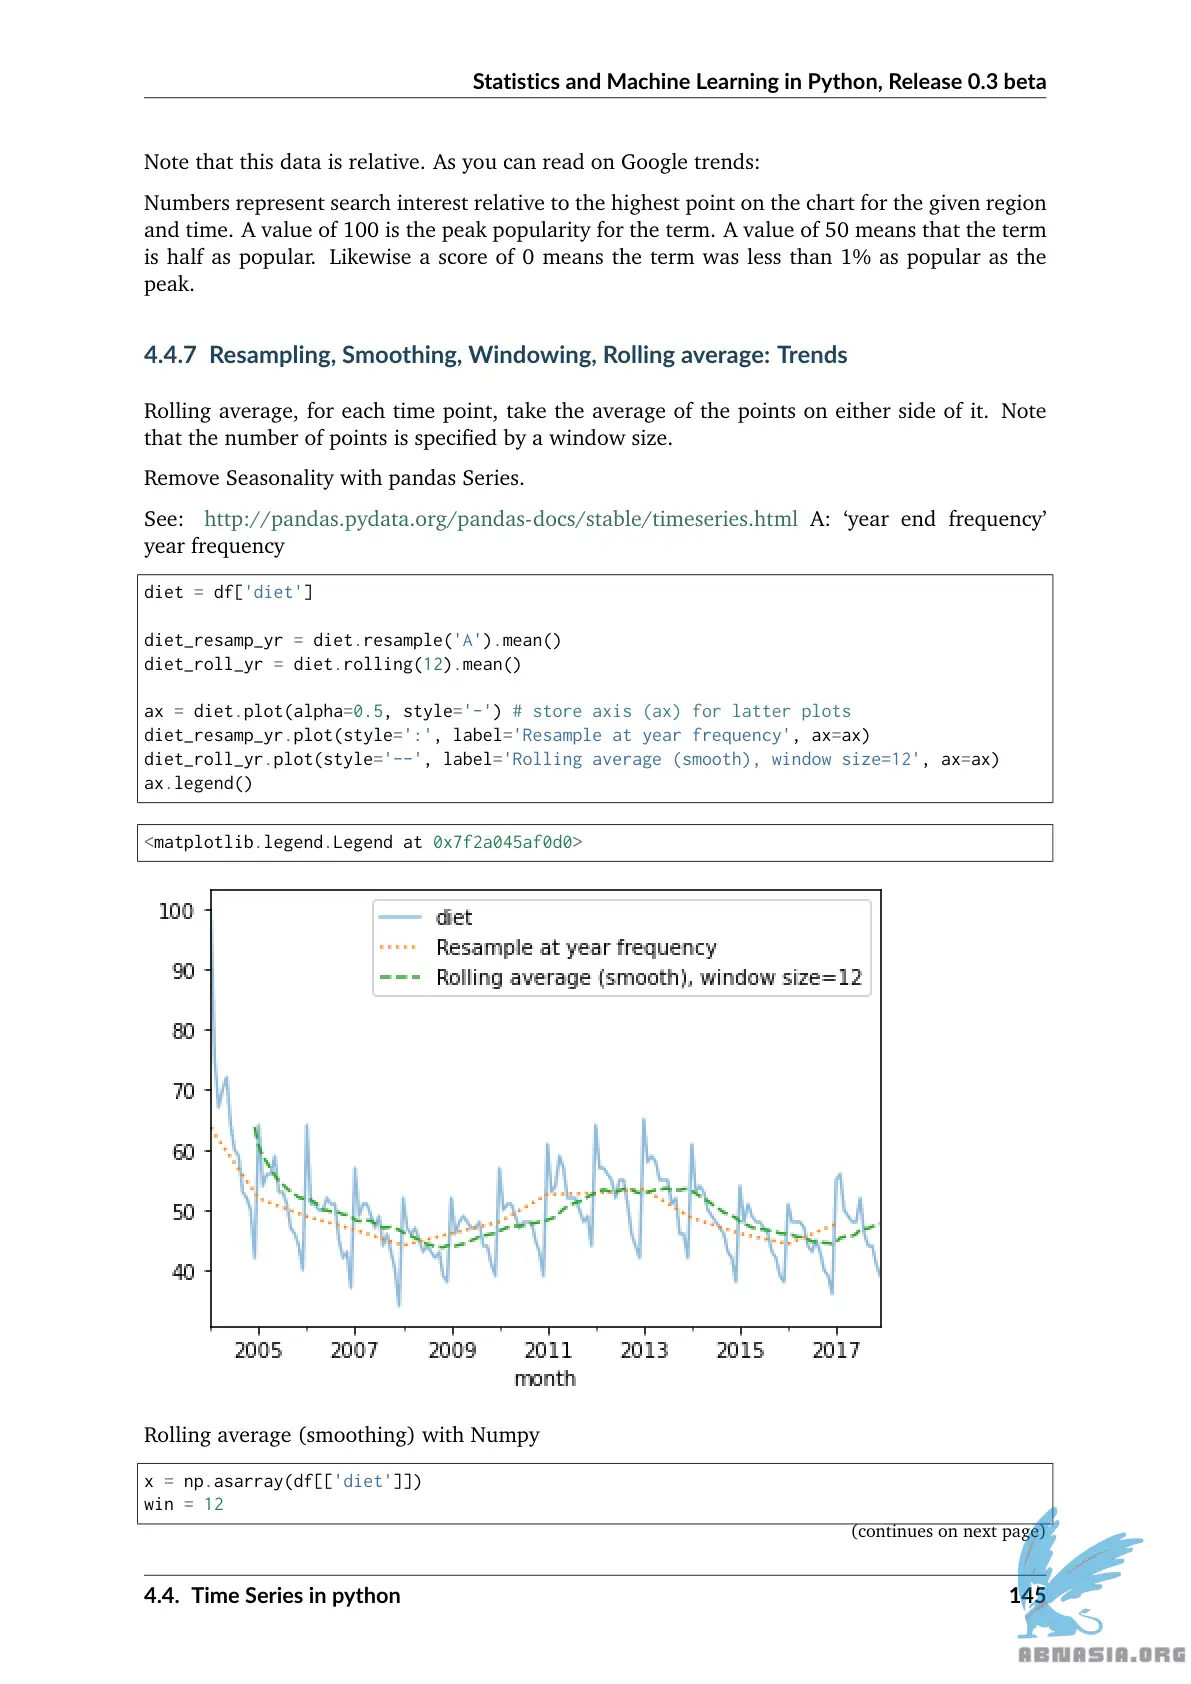 Statistics and Machine Learning in Python, Release 0.3 beta
Note that this data is relative. As you can read on Google trends:
Numbers represent search interest relative to the highest point on the chart for the given region
and time. A value of 100 is the peak popularity for the term. A value of 50 means that the term
is half as popular. Likewise a score of 0 means the term was less than 1% as popular as the
peak.
4.4.7 Resampling, Smoothing, Windowing, Rolling average: Trends
Rolling average, for each time point, take the average of the points on either side of it. Note
that the number of points is specified by a window size.
Remove Seasonality with pandas Series.
See: http://pandas.pydata.org/pandas-docs/stable/timeseries.html A: ‘year end frequency’
year frequency
diet = df['diet']
diet_resamp_yr = diet.resample('A').mean()
diet_roll_yr = diet.rolling(12).mean()
ax = diet.plot(alpha=0.5, style='-') # store axis (ax) for latter plots
diet_resamp_yr.plot(style=':', label='Resample at year frequency', ax=ax)
diet_roll_yr.plot(style='--', label='Rolling average (smooth), window size=12', ax=ax)
ax.legend()
<matplotlib.legend.Legend at 0x7f2a045af0d0>
diet
Resample at year frequency
Rolling average (smooth), window size=12
100
90
80
70
60
50
40
2005 2007 2009 2011 2013 2015 2017
month
Rolling average (smoothing) with Numpy
x = np.asarray(df[['diet']])
win = 12
(continues on next page)
4.4. Time Series in python 145
ABNASIA.ORG